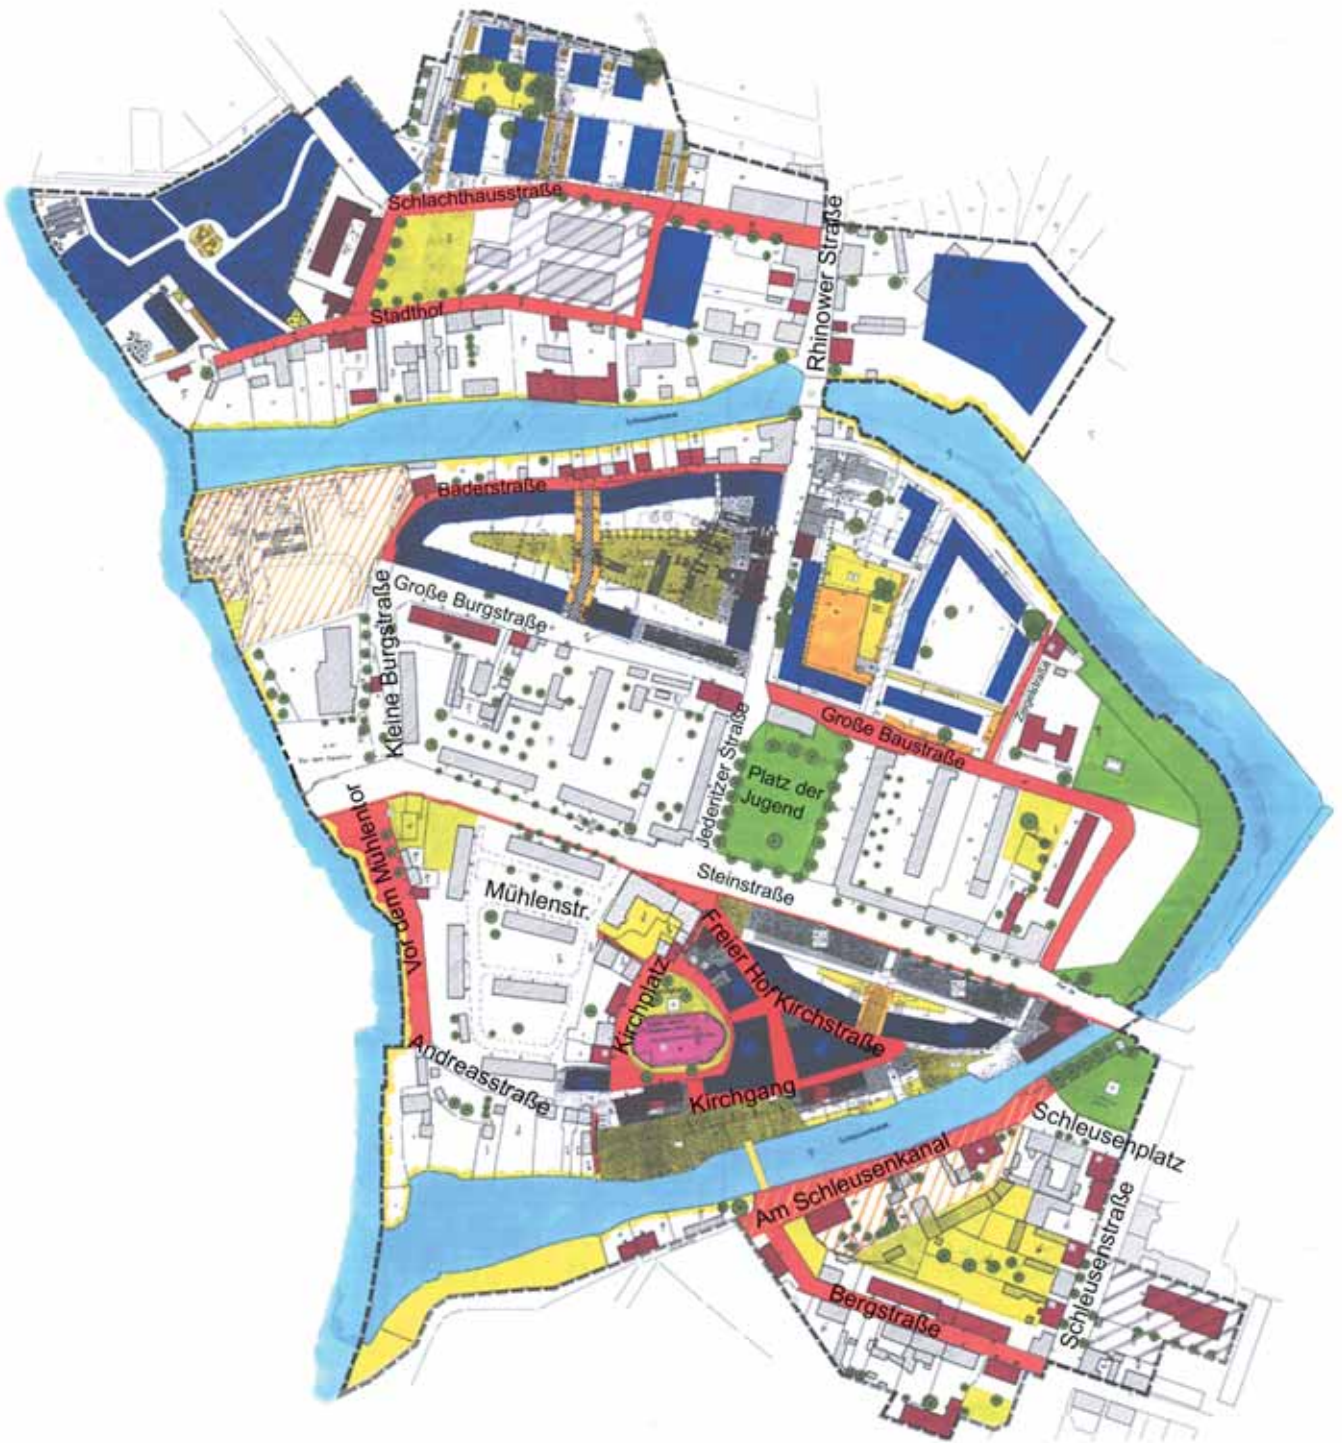 Schlachthausstraße
Rhinower Straße
Stadthof
Bäderstraße
Große Burgstraße
Kleine Burgstraße
Große Baustraße
Jederitzer Straße
Platz der
Jugend
Vor dem Mühlentor
Steinstraße
Mühlenstr.
Freier Hof
Kirchplatz
Kirchstraße
Andreasstraße
Kirchgang
Schleusenplatz
Am Schleusenkanal
Schleusenstraße
Bergstraße